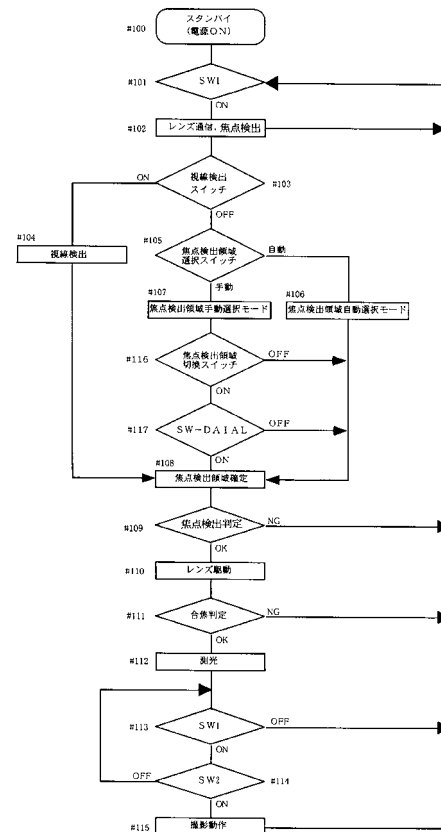 #100
スタンバイ
(電源ON)
#101
SW1
ON
#102
レンズ通信、焦点検出
ON
視線検出
スイッチ
#103
OFF
#104
視線検出
#105
焦点検出領域
選択スイッチ
自動
手動
#107
焦点検出領域手動選択モード
#106
焦点検出領域自動選択モード
#116
焦点検出領域
切換スイッチ
OFF
ON
#117
SW-DAIAL
OFF
ON
#108
焦点検出領域確定
#109
焦点検出判定
NG
OK
#110
レンズ駆動
#111
合焦判定
NG
OK
#112
測光
#113
SW1
OFF
ON
OFF
SW2
#114
ON
#115
撮影動作